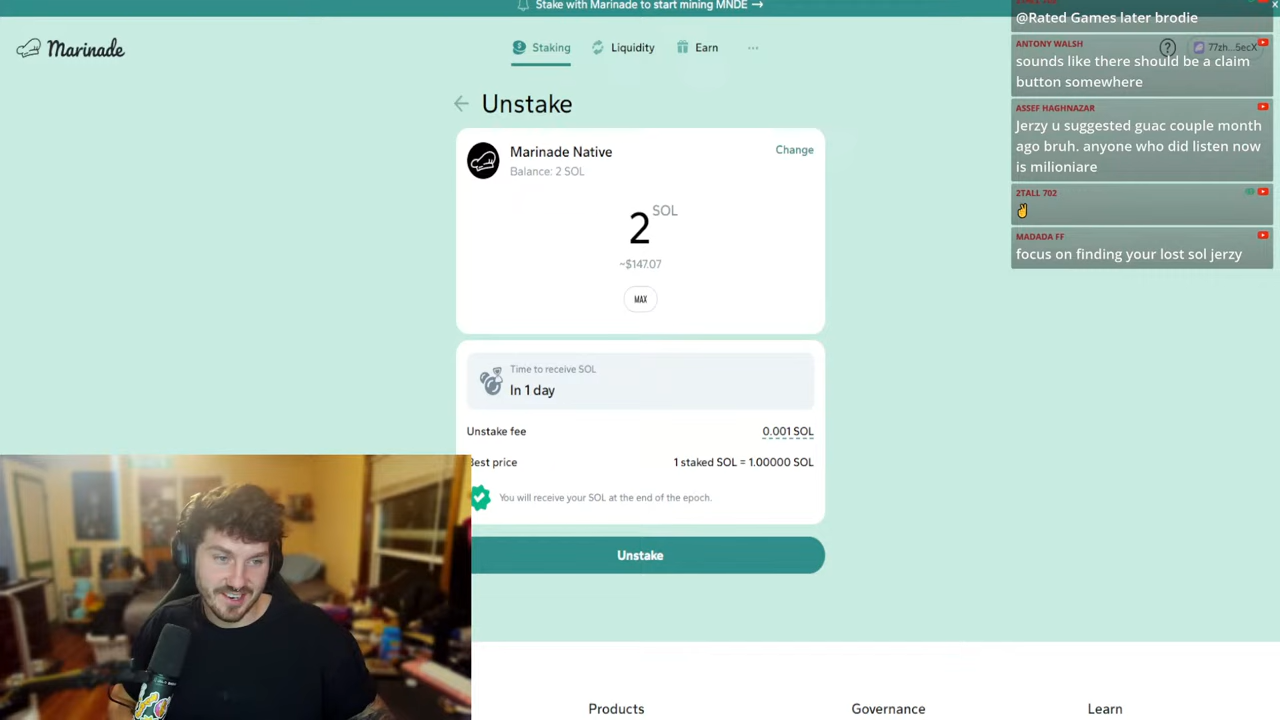 Stake with Marinade to start mining MNDE →
Marinade
Staking
Liquidity
Earn
...
77zh...5ecX
?
← Unstake
Marinade Native
Balance: 2 SOL
Change
2 SOL
~$147.07
MAX
Time to receive SOL
In 1 day
Unstake fee
0.001 SOL
Best price
1 staked SOL = 1.00000 SOL
You will receive your SOL at the end of the epoch.
Unstake
Products
Governance
Learn
@Rated Games later brodie
ANTONY WALSH
sounds like there should be a claim
button somewhere
ASSEF HAGHNAZAR
Jerzy u suggested guac couple month
ago bruh. anyone who did listen now
is milioniare
2TALL 702
✌
MADADA FF
focus on finding your lost sol jerzy